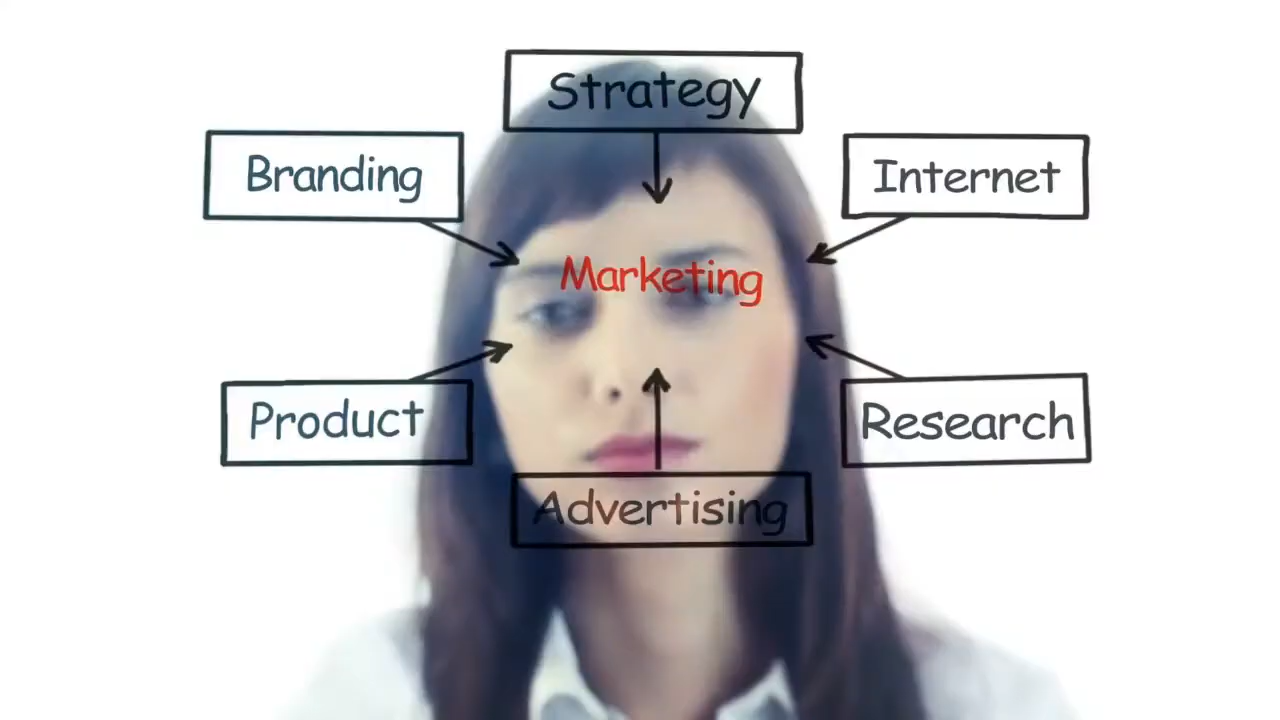 Strategy
Branding
Internet
Marketing
Product
Research
Advertising